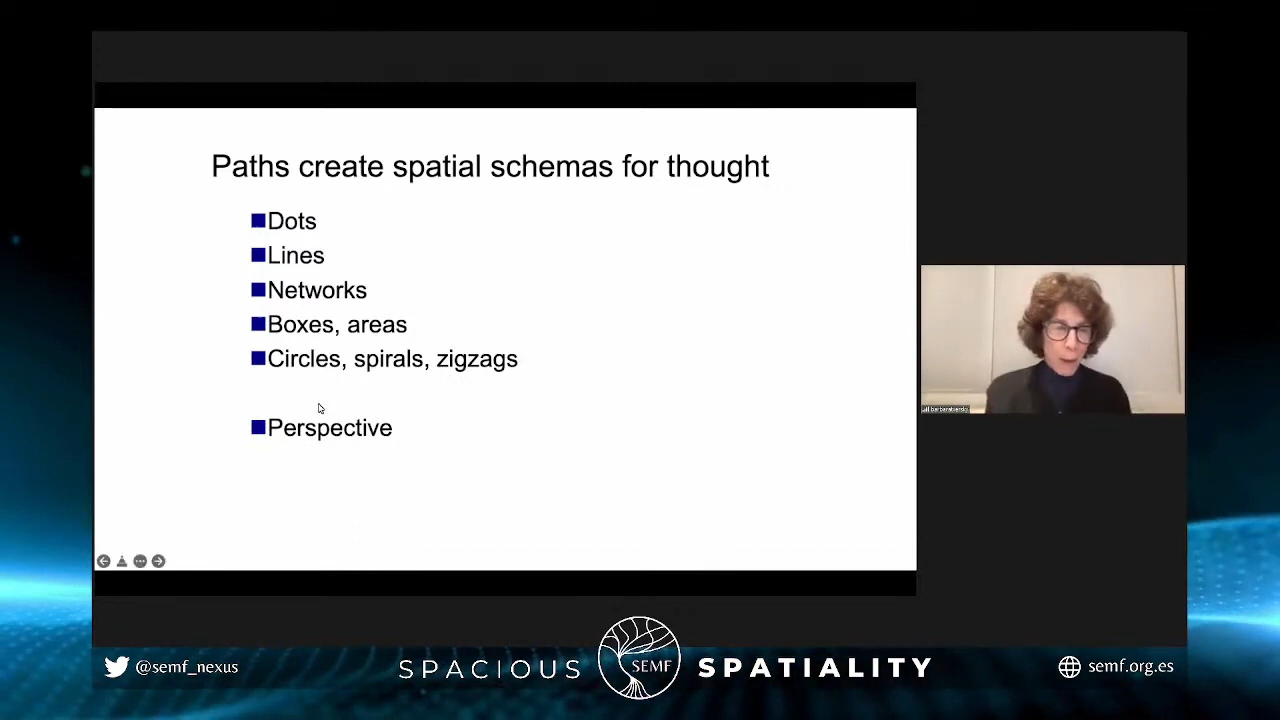 Paths create spatial schemas for thought
Dots
Lines
Networks
Boxes, areas
Circles, spirals, zigzags
Perspective
barbaratversky
@semf_nexus
SPACIOUS
SEMF
SPATIALITY
semf.org.es